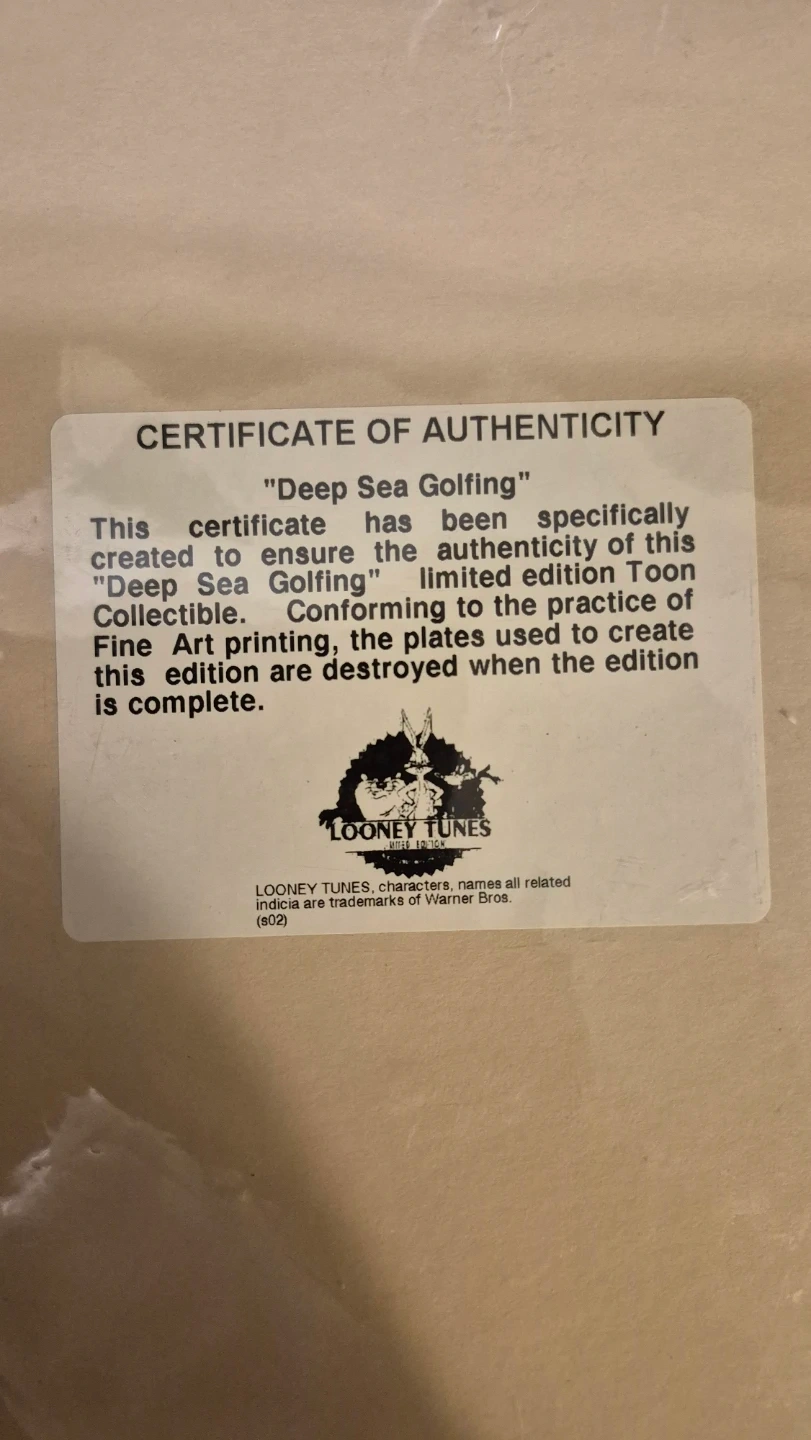 CERTIFICATE OF AUTHENTICITY
"Deep Sea Golfing"
This certificate has been specifically
created to ensure the authenticity of this
"Deep Sea Golfing" limited edition Toon
Collectible. Conforming to the practice of
Fine Art printing, the plates used to create
this edition are destroyed when the edition
is complete.
LOONEY TUNES
LIMITED EDITION
LOONEY TUNES, characters, names all related
indicia are trademarks of Warner Bros.
(s02)